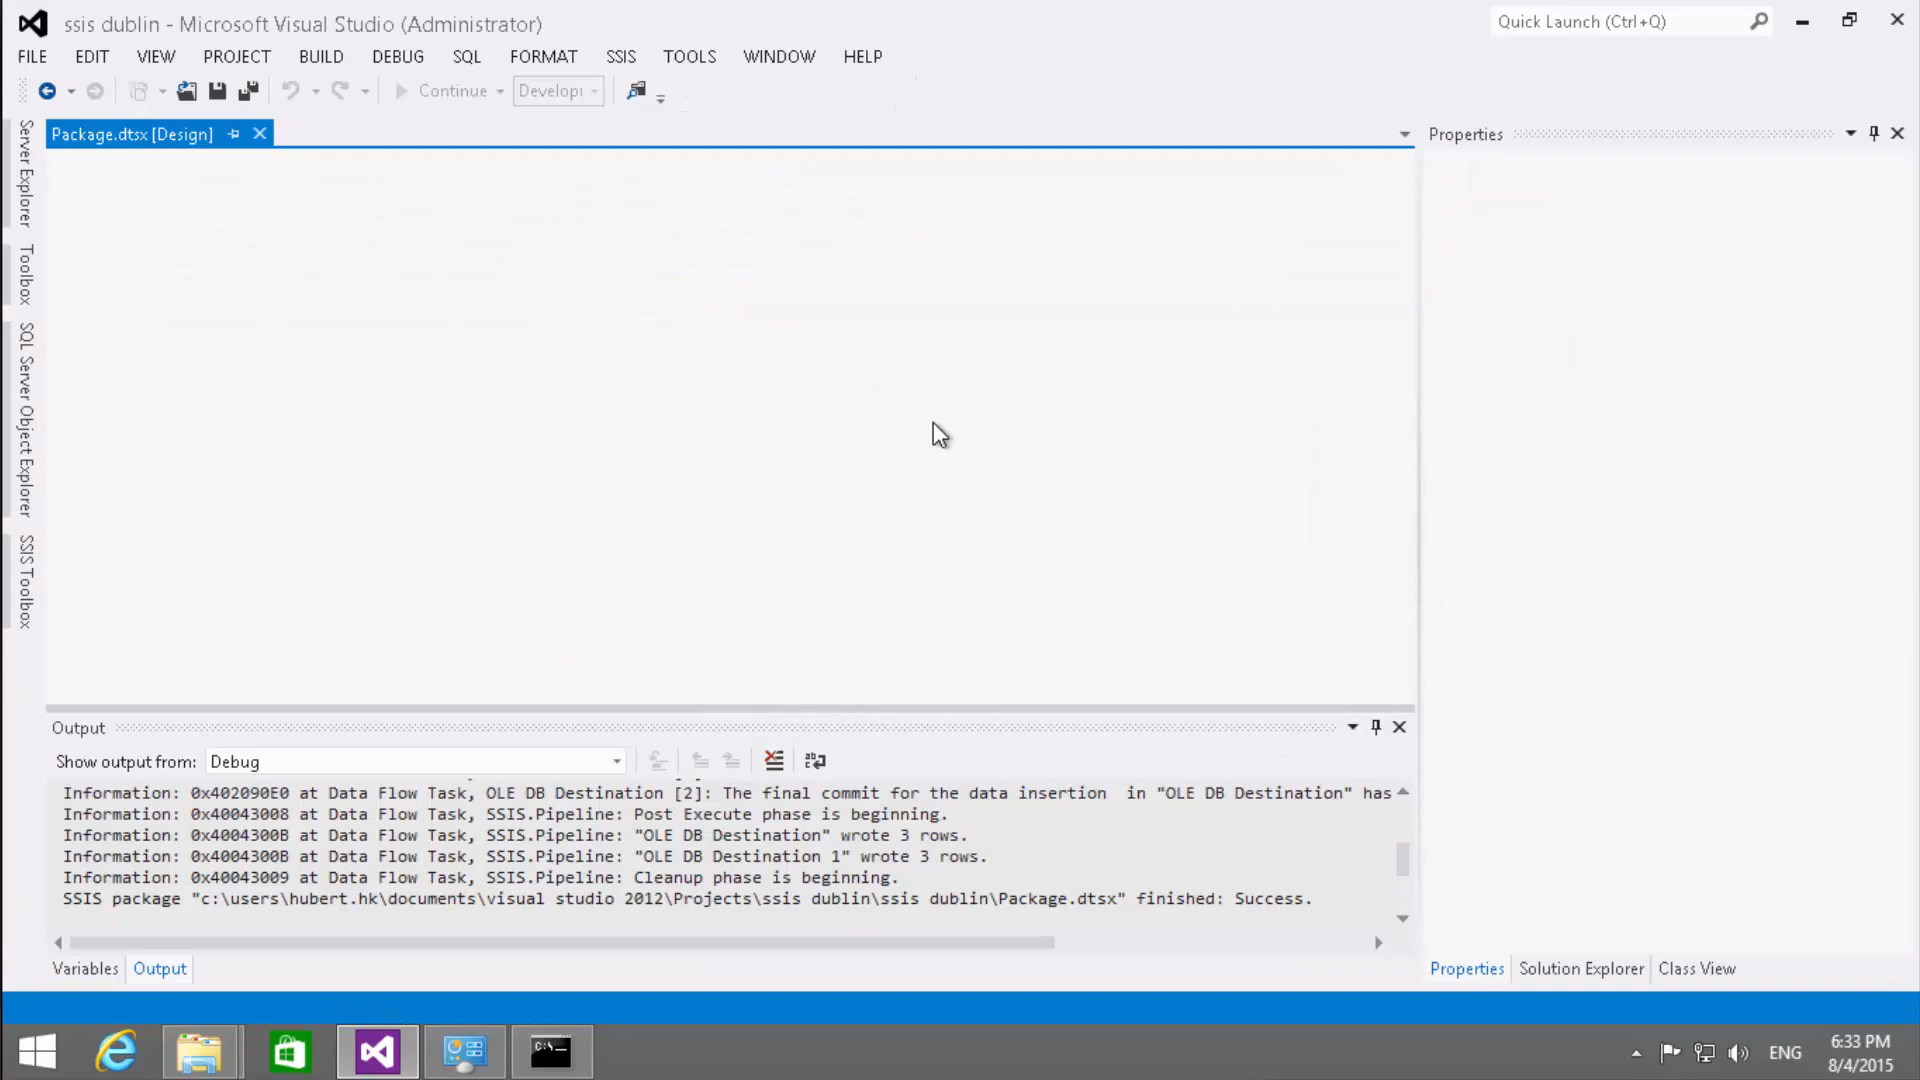 ssis dublin - Microsoft Visual Studio (Administrator)
Quick Launch (Ctrl+Q)
FILE EDIT VIEW PROJECT BUILD DEBUG SQL FORMAT SSIS TOOLS WINDOW HELP
Continue Developi
Package.dtsx [Design]
Properties
Server Explorer
Toolbox
SQL Server Object Explorer
SSIS Toolbox
Output
Show output from: Debug
Information: 0x402090E0 at Data Flow Task, OLE DB Destination [2]: The final commit for the data insertion  in "OLE DB Destination" has
Information: 0x40043008 at Data Flow Task, SSIS.Pipeline: Post Execute phase is beginning.
Information: 0x4004300B at Data Flow Task, SSIS.Pipeline: "OLE DB Destination" wrote 3 rows.
Information: 0x4004300B at Data Flow Task, SSIS.Pipeline: "OLE DB Destination 1" wrote 3 rows.
Information: 0x40043009 at Data Flow Task, SSIS.Pipeline: Cleanup phase is beginning.
SSIS package "c:\users\hubert.hk\documents\visual studio 2012\Projects\ssis dublin\ssis dublin\Package.dtsx" finished: Success.
Variables Output
Properties Solution Explorer Class View
ENG
6:33 PM
8/4/2015